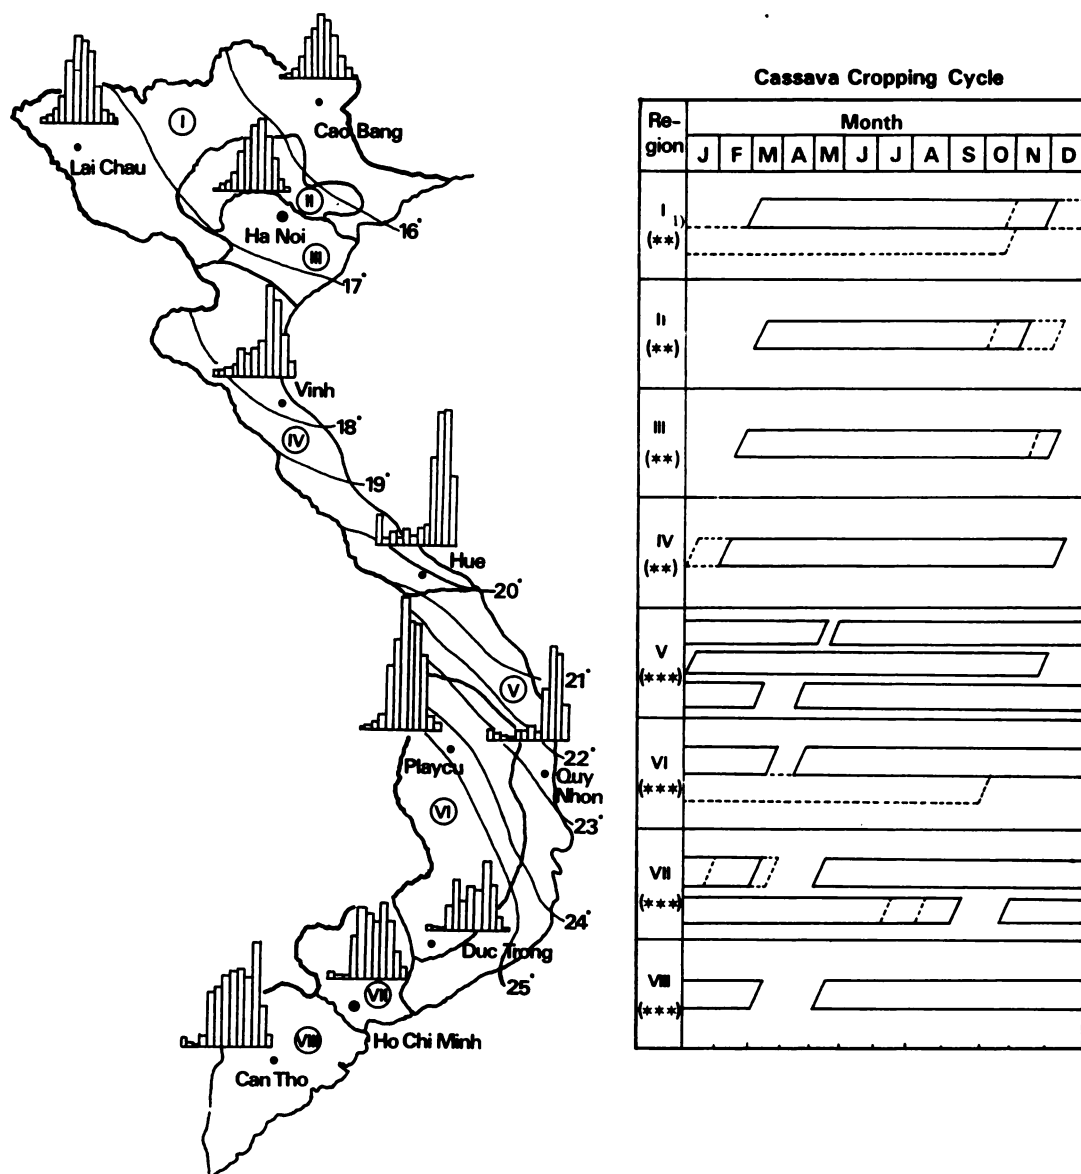 Cassava Cropping Cycle
Re-
gion
Month
J F M A M J J A S O N D
I 1)
(**)
II
(**)
III
(**)
IV
(**)
V
(***)
VI
(***)
VII
(***)
VIII
(***)
I
Cao Bang
Lai Chau
II
16°
Ha Noi
III
17°
Vinh
18°
IV
19°
Hue
20°
21°
V
22°
Playcu
Quy
Nhon
VI
23°
24°
Duc Trong
25°
VII
Ho Chi Minh
VIII
Can Tho